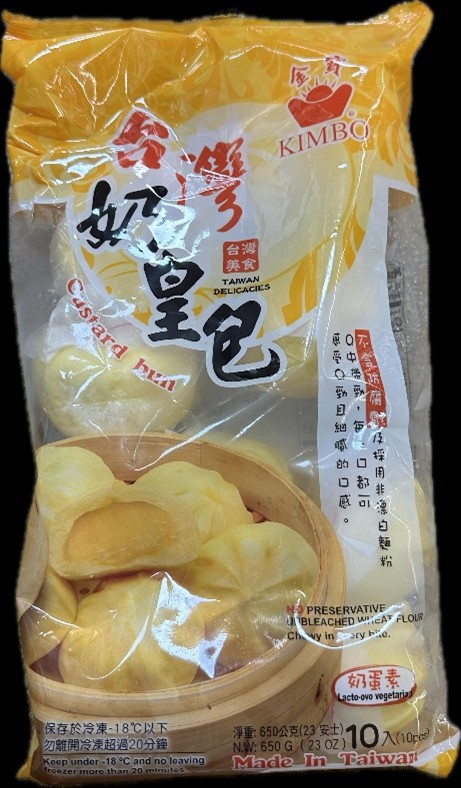 金寶
KIMBO®
台灣
奶皇包
台灣
美食
TAIWAN
DELICACIES
Custard bun
不含防腐劑及採用非漂白麵粉
Q中帶勁，每一口都可
感受Q勁且細膩的口感。
NO PRESERVATIVE
UNBLEACHED WHEAT FLOUR
Chewy in every bite.
奶蛋素
Lacto-ovo vegetarian
保存於冷凍-18°C以下
勿離開冷凍超過20分鐘
Keep under -18 °C and no leaving
freezer more than 20 minutes
淨重: 650公克(23 安士)
N.W: 650 G ( 23 OZ)
10入(10pcs)
Made In Taiwan